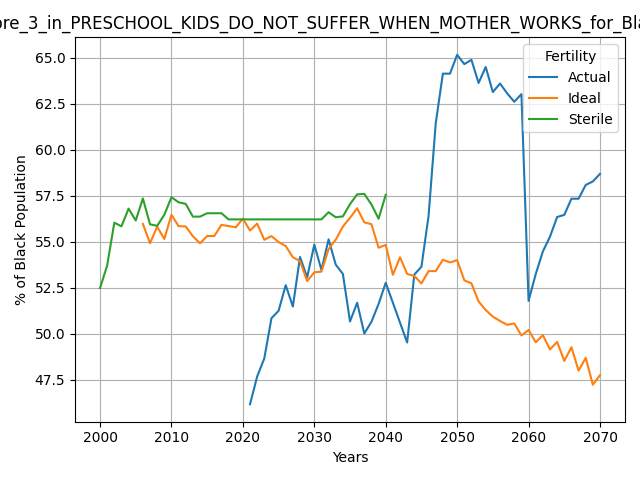 ore_3_in_PRESCHOOL_KIDS_DO_NOT_SUFFER_WHEN_MOTHER_WORKS_for_Bla
Fertility
Actual
Ideal
Sterile
65.0
62.5
60.0
57.5
55.0
52.5
50.0
47.5
% of Black Population
2000 2010 2020 2030 2040 2050 2060 2070
Years